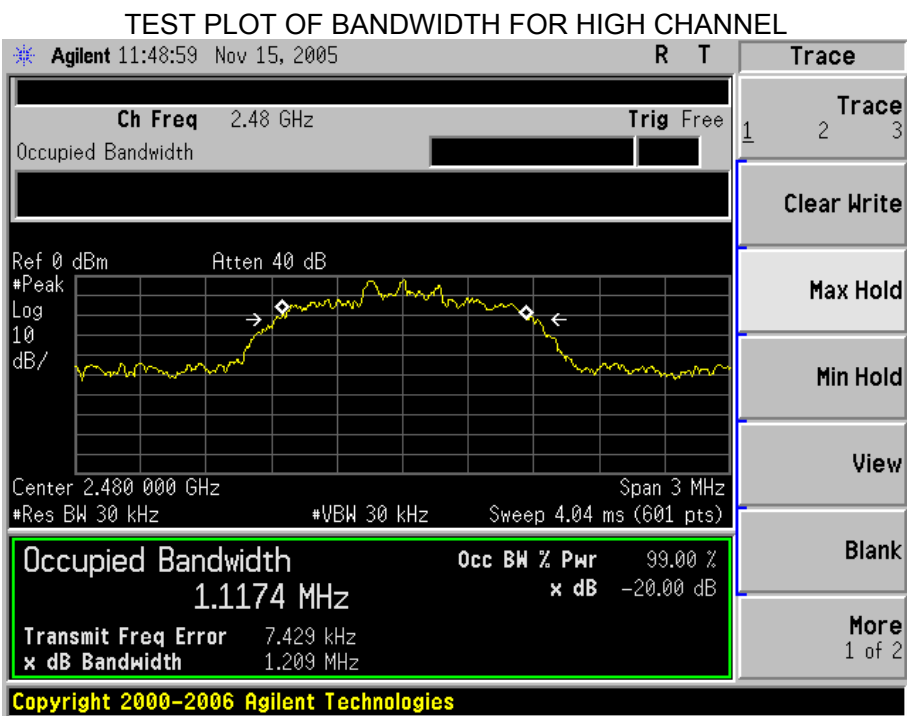 TEST PLOT OF BANDWIDTH FOR HIGH CHANNEL
Agilent 11:48:59 Nov 15, 2005 R T
Trace
Ch Freq 2.48 GHz Trig Free
Occupied Bandwidth
Trace
1 2 3
Clear Write
Max Hold
Min Hold
View
Blank
More
1 of 2
Ref 0 dBm Atten 40 dB
#Peak
Log
10
dB/
Center 2.480 000 GHz Span 3 MHz
#Res BW 30 kHz #VBW 30 kHz Sweep 4.04 ms (601 pts)
Occupied Bandwidth
1.1174 MHz
Occ BW % Pwr 99.00 %
x dB -20.00 dB
Transmit Freq Error 7.429 kHz
x dB Bandwidth 1.209 MHz
Copyright 2000-2006 Agilent Technologies